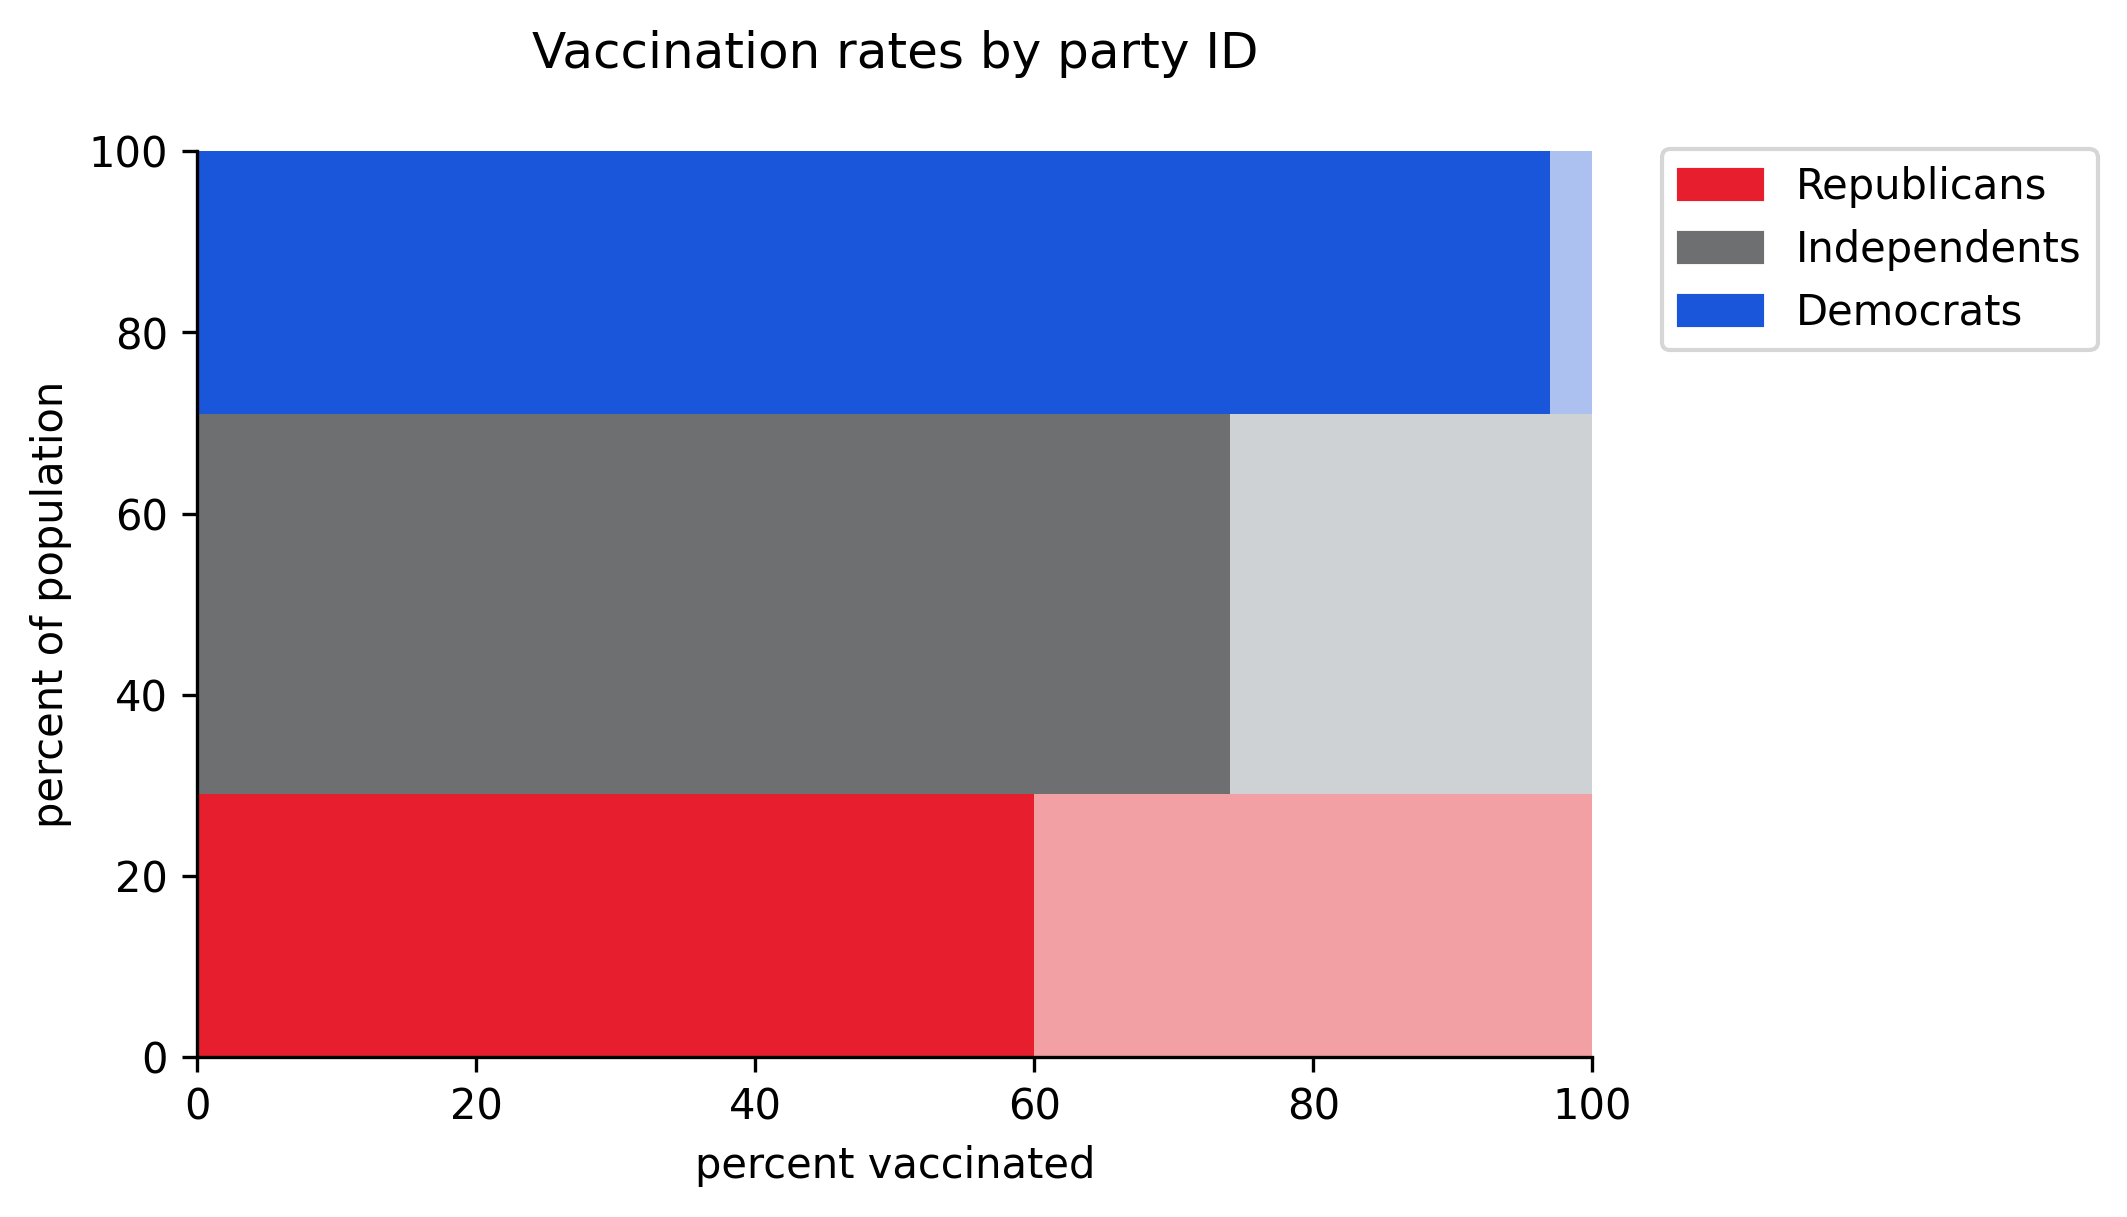 Vaccination rates by party ID
100
80
60
40
20
0
percent of population
0 20 40 60 80 100
percent vaccinated
Republicans
Independents
Democrats